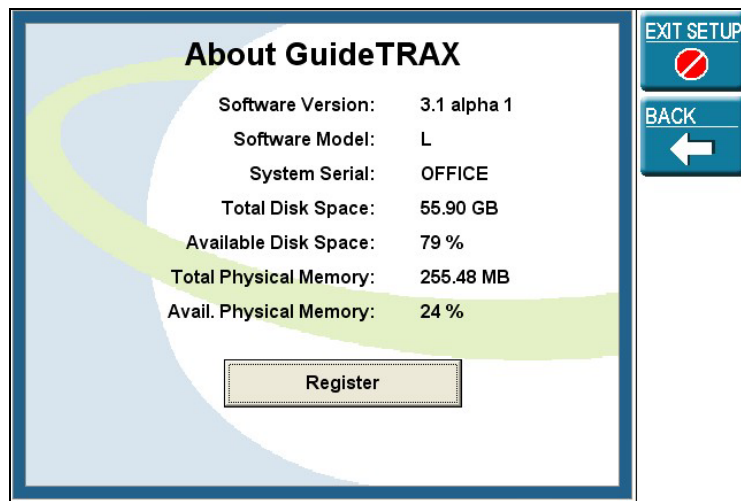 About GuideTRAX
Software Version: 3.1 alpha 1
Software Model: L
System Serial: OFFICE
Total Disk Space: 55.90 GB
Available Disk Space: 79 %
Total Physical Memory: 255.48 MB
Avail. Physical Memory: 24 %
Register
EXIT SETUP
BACK